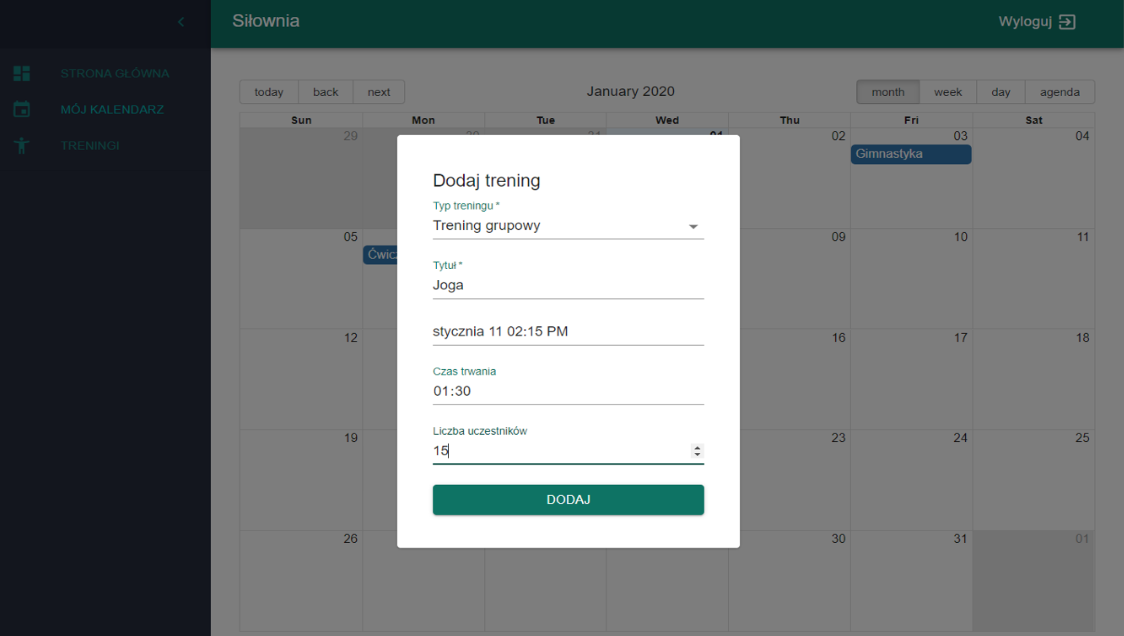 Siłownia
Wyloguj
STRONA GŁÓWNA
MÓJ KALENDARZ
TRENINGI
today back next
January 2020
month week day agenda
Sun Mon Tue Wed Thu Fri Sat
29 30 31 01 02 03 04
Gimnastyka
05 09 10 11
Ćwicz
12 16 17 18
19 23 24 25
26 30 31 01
Dodaj trening
Typ treningu *
Trening grupowy
Tytuł *
Joga
stycznia 11 02:15 PM
Czas trwania
01:30
Liczba uczestników
15
DODAJ